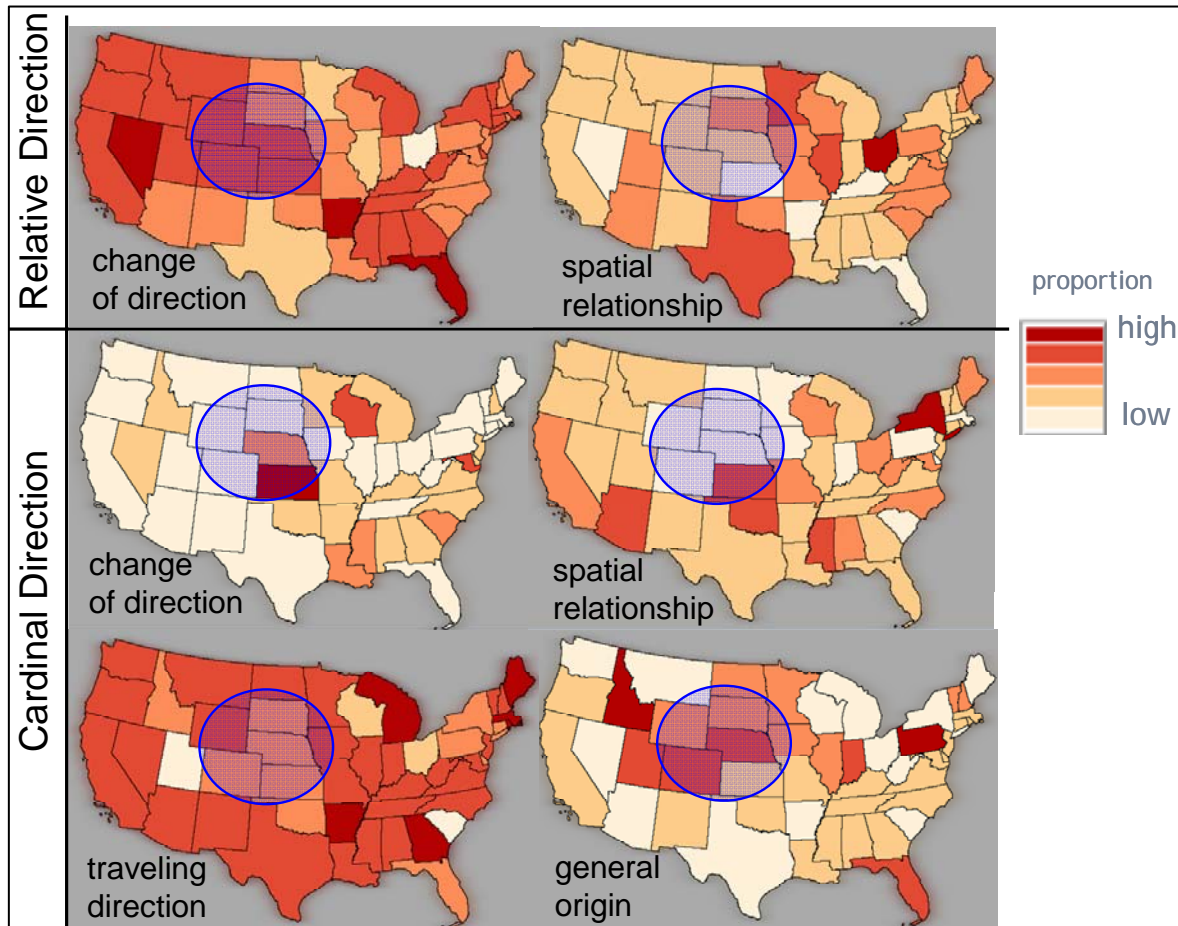 Relative Direction
change
of direction
spatial
relationship
proportion
high
low
Cardinal Direction
change
of direction
spatial
relationship
traveling
direction
general
origin